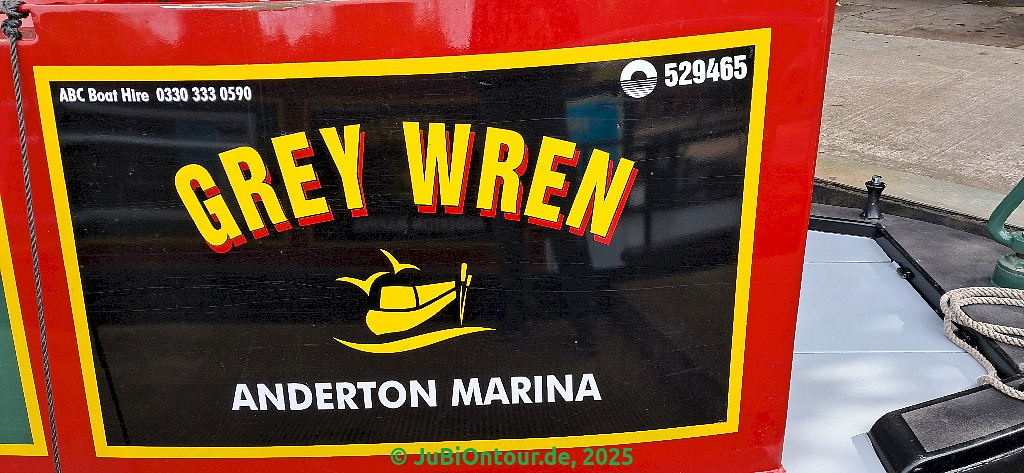 ABC Boat Hire 0330 333 0590
529465
GREY WREN
ANDERTON MARINA
© JuBiOntour.de, 2025